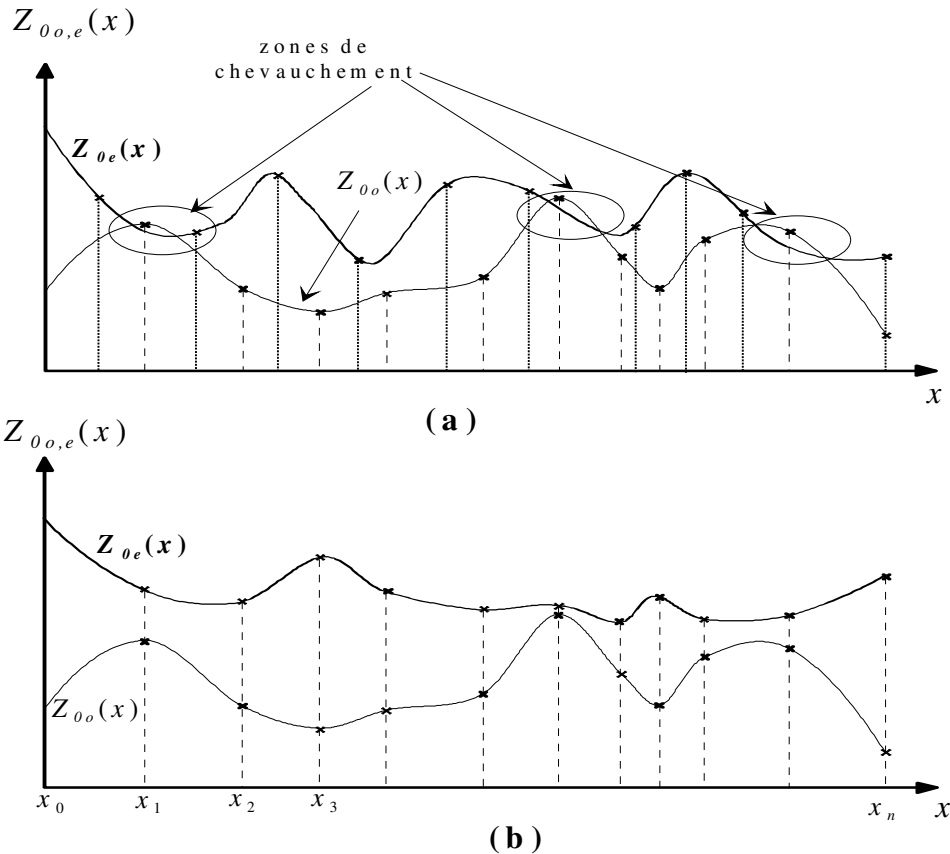 Z0o,e(x)
zones de
chevauchement
Z0e(x)
Z0o(x)
x
(a)
Z0o,e(x)
Z0e(x)
Z0o(x)
x0 x1 x2 x3 xn x
(b)